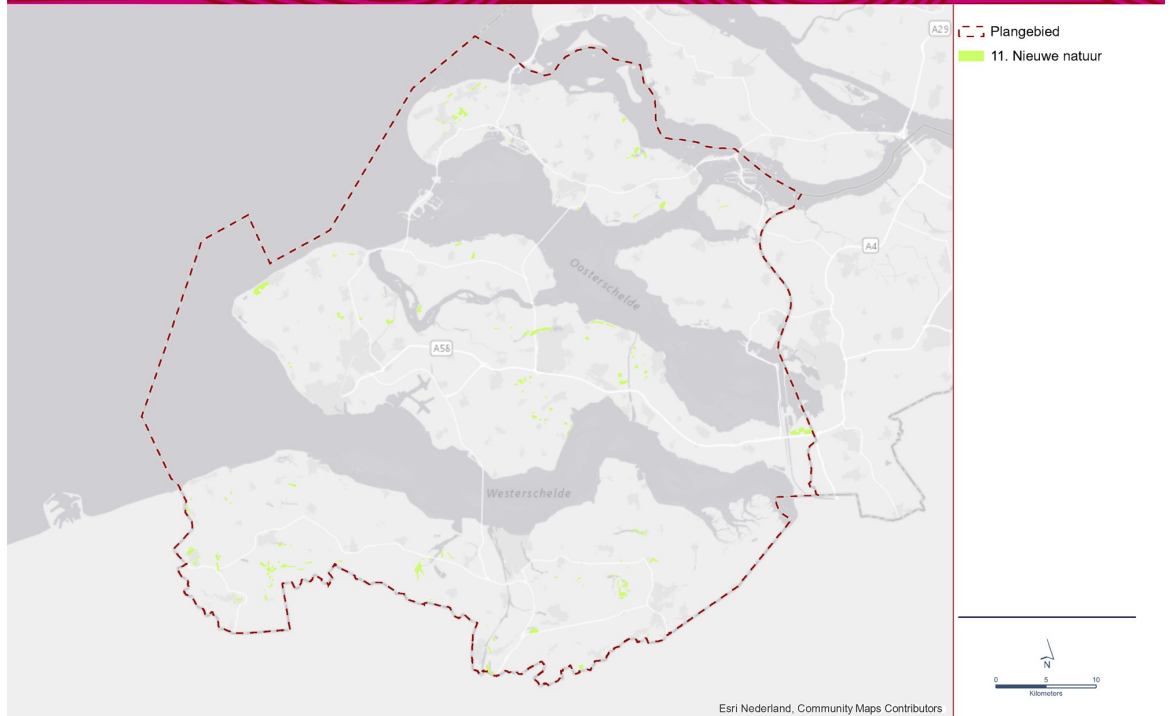 A29
A4
Oosterschelde
A58
Westerschelde
Esri Nederland, Community Maps Contributors
Plangebied
11. Nieuwe natuur
N
0 5 10
Kilometers